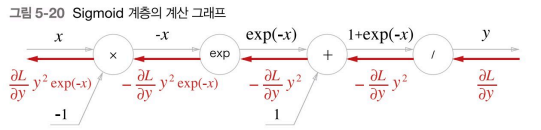 그림 5-20 Sigmoid 계층의 계산 그래프
x -x exp(-x) 1+exp(-x) y
× exp + /
∂L/∂y y² exp(-x) -∂L/∂y y² exp(-x) -∂L/∂y y² -∂L/∂y y² ∂L/∂y
-1 1